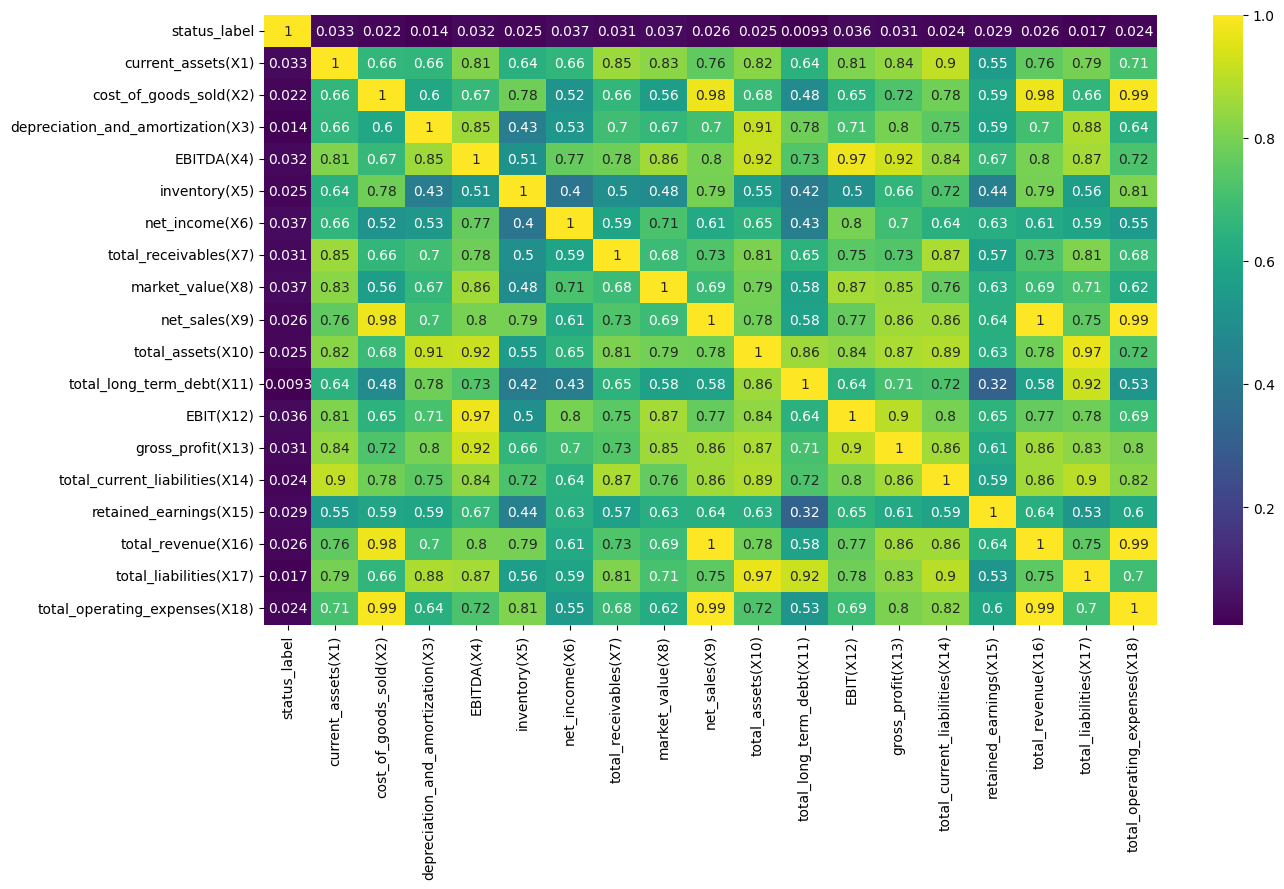 status_label 1 0.033 0.022 0.014 0.032 0.025 0.037 0.031 0.037 0.026 0.025 0.0093 0.036 0.031 0.024 0.029 0.026 0.017 0.024
current_assets(X1) 0.033 1 0.66 0.66 0.81 0.64 0.66 0.85 0.83 0.76 0.82 0.64 0.81 0.84 0.9 0.55 0.76 0.79 0.71
cost_of_goods_sold(X2) 0.022 0.66 1 0.6 0.67 0.78 0.52 0.66 0.56 0.98 0.68 0.48 0.65 0.72 0.78 0.59 0.98 0.66 0.99
depreciation_and_amortization(X3) 0.014 0.66 0.6 1 0.85 0.43 0.53 0.7 0.67 0.7 0.91 0.78 0.71 0.8 0.75 0.59 0.7 0.88 0.64
EBITDA(X4) 0.032 0.81 0.67 0.85 1 0.51 0.77 0.78 0.86 0.8 0.92 0.73 0.97 0.92 0.84 0.67 0.8 0.87 0.72
inventory(X5) 0.025 0.64 0.78 0.43 0.51 1 0.4 0.5 0.48 0.79 0.55 0.42 0.5 0.66 0.72 0.44 0.79 0.56 0.81
net_income(X6) 0.037 0.66 0.52 0.53 0.77 0.4 1 0.59 0.71 0.61 0.65 0.43 0.8 0.7 0.64 0.63 0.61 0.59 0.55
total_receivables(X7) 0.031 0.85 0.66 0.7 0.78 0.5 0.59 1 0.68 0.73 0.81 0.65 0.75 0.73 0.87 0.57 0.73 0.81 0.68
market_value(X8) 0.037 0.83 0.56 0.67 0.86 0.48 0.71 0.68 1 0.69 0.79 0.58 0.87 0.85 0.76 0.63 0.69 0.71 0.62
net_sales(X9) 0.026 0.76 0.98 0.7 0.8 0.79 0.61 0.73 0.69 1 0.78 0.58 0.77 0.86 0.86 0.64 1 0.75 0.99
total_assets(X10) 0.025 0.82 0.68 0.91 0.92 0.55 0.65 0.81 0.79 0.78 1 0.86 0.84 0.87 0.89 0.63 0.78 0.97 0.72
total_long_term_debt(X11) 0.0093 0.64 0.48 0.78 0.73 0.42 0.43 0.65 0.58 0.58 0.86 1 0.64 0.71 0.72 0.32 0.58 0.92 0.53
EBIT(X12) 0.036 0.81 0.65 0.71 0.97 0.5 0.8 0.75 0.87 0.77 0.84 0.64 1 0.9 0.8 0.65 0.77 0.78 0.69
gross_profit(X13) 0.031 0.84 0.72 0.8 0.92 0.66 0.7 0.73 0.85 0.86 0.87 0.71 0.9 1 0.86 0.61 0.86 0.83 0.8
total_current_liabilities(X14) 0.024 0.9 0.78 0.75 0.84 0.72 0.64 0.87 0.76 0.86 0.89 0.72 0.8 0.86 1 0.59 0.86 0.9 0.82
retained_earnings(X15) 0.029 0.55 0.59 0.59 0.67 0.44 0.63 0.57 0.63 0.64 0.63 0.32 0.65 0.61 0.59 1 0.64 0.53 0.6
total_revenue(X16) 0.026 0.76 0.98 0.7 0.8 0.79 0.61 0.73 0.69 1 0.78 0.58 0.77 0.86 0.86 0.64 1 0.75 0.99
total_liabilities(X17) 0.017 0.79 0.66 0.88 0.87 0.56 0.59 0.81 0.71 0.75 0.97 0.92 0.78 0.83 0.9 0.53 0.75 1 0.7
total_operating_expenses(X18) 0.024 0.71 0.99 0.64 0.72 0.81 0.55 0.68 0.62 0.99 0.72 0.53 0.69 0.8 0.82 0.6 0.99 0.7 1
status_label
current_assets(X1)
cost_of_goods_sold(X2)
depreciation_and_amortization(X3)
EBITDA(X4)
inventory(X5)
net_income(X6)
total_receivables(X7)
market_value(X8)
net_sales(X9)
total_assets(X10)
total_long_term_debt(X11)
EBIT(X12)
gross_profit(X13)
total_current_liabilities(X14)
retained_earnings(X15)
total_revenue(X16)
total_liabilities(X17)
total_operating_expenses(X18)
1.0
0.8
0.6
0.4
0.2